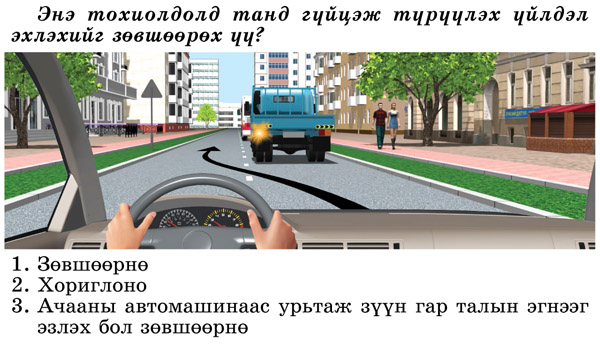 Энэ тохиолдолд танд гүйцэж түрүүлэх үйлдэл
эхлэхийг зөвшөөрөх үү?
1. Зөвшөөрнө
2. Хориглоно
3. Ачааны автомашинаас урьтаж зүүн гар талын эгнээг
эзлэх бол зөвшөөрнө